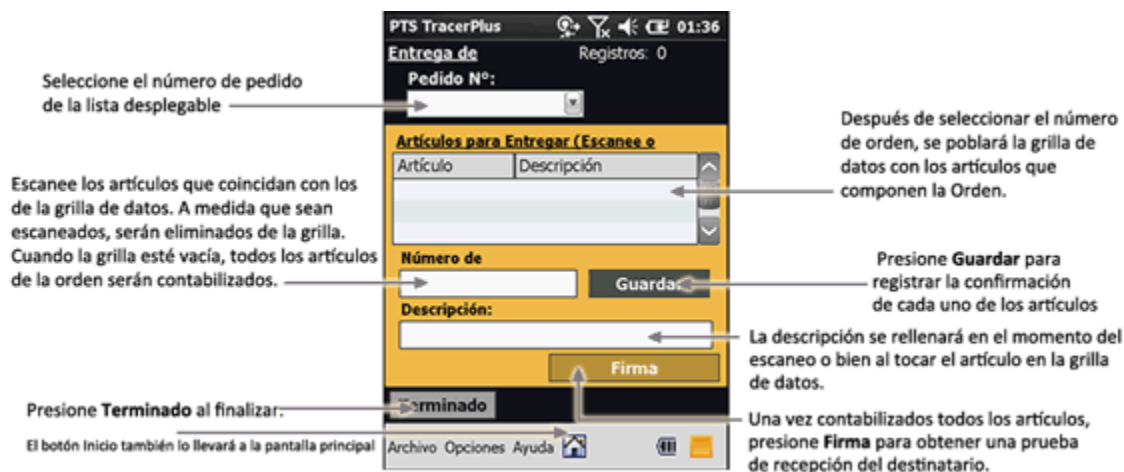 PTS TracerPlus 01:36
Entrega de Registros: 0
Pedido Nº:
Artículos para Entregar (Escanee o
Artículo Descripción
Número de
Guardar
Descripción:
Firma
Terminado
Archivo Opciones Ayuda
Seleccione el número de pedido
de la lista desplegable
Escanee los artículos que coincidan con los
de la grilla de datos. A medida que sean
escaneados, serán eliminados de la grilla.
Cuando la grilla esté vacía, todos los artículos
de la orden serán contabilizados.
Presione Terminado al finalizar.
El botón Inicio también lo llevará a la pantalla principal
Después de seleccionar el número
de orden, se poblará la grilla de
datos con los artículos que
componen la Orden.
Presione Guardar para
registrar la confirmación
de cada uno de los artículos
La descripción se rellenará en el momento del
escaneo o bien al tocar el artículo en la grilla
de datos.
Una vez contabilizados todos los artículos,
presione Firma para obtener una prueba
de recepción del destinatario.